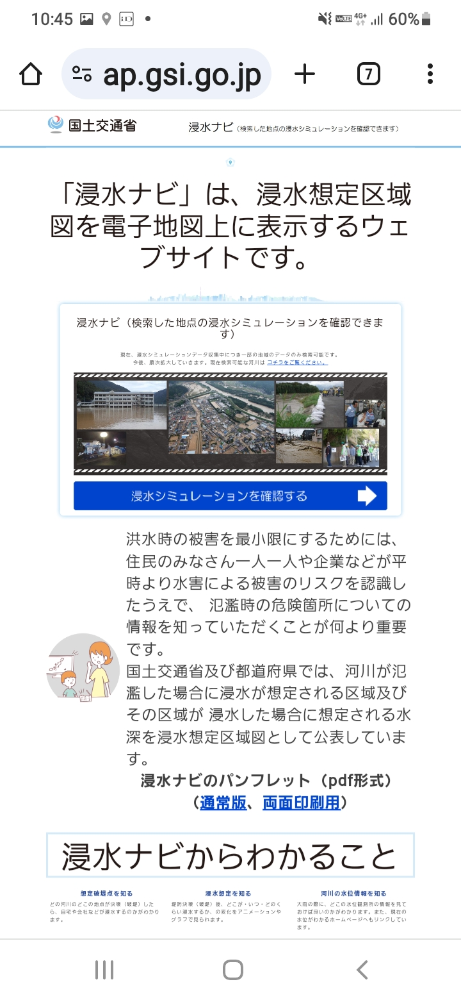 10:45
iD
VoLTE 4G+ 60%
ap.gsi.go.jp
7
国土交通省
浸水ナビ（検索した地点の浸水シミュレーションを確認できます）
「浸水ナビ」は、浸水想定区域
図を電子地図上に表示するウェ
ブサイトです。
浸水ナビ（検索した地点の浸水シミュレーションを確認できま
す）
現在、浸水シミュレーションデータ収集中につき一部の地域のデータのみ検索可能です。
今後、順次拡大していきます。現在検索可能な河川は コチラをご覧ください。
浸水シミュレーションを確認する
洪水時の被害を最小限にするためには、
住民のみなさん一人一人や企業などが平
時より水害による被害のリスクを認識し
たうえで、 氾濫時の危険箇所についての
情報を知っていただくことが何より重要
です。
国土交通省及び都道府県では、河川が氾
濫した場合に浸水が想定される区域及び
その区域が 浸水した場合に想定される水
深を浸水想定区域図として公表していま
す。
浸水ナビのパンフレット（pdf形式）
（通常版、両面印刷用）
浸水ナビからわかること
想定破堤点を知る
どの河川のどこの地点が決壊（破堤）した
ら、自宅や会社などが浸水するのかがわかり
ます。
浸水想定を知る
堤防決壊（破堤）後、どこが・いつ・どのく
らい浸水するか、の変化をアニメーションや
グラフで見られます。
河川の水位情報を知る
大雨の際に、どこの水位観測所の情報を見て
おけば良いのかがわかります。また、現在の
水位がわかるホームページへもリンクしてい
ます。